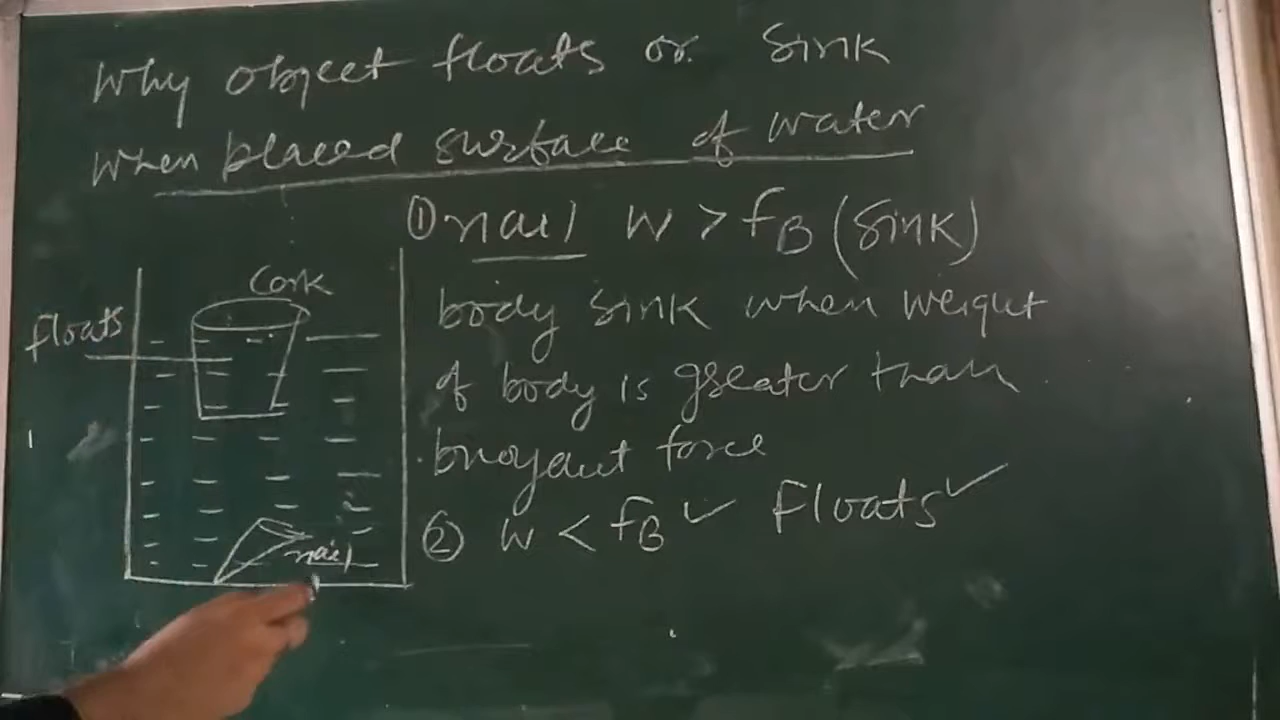 Why object floats or sink
when placed surface of water
① nail W > FB (Sink)
Cork
floats
body sink when weight
of body is greater than
buoyant force
② W < FB ✓ Floats ✓
nail